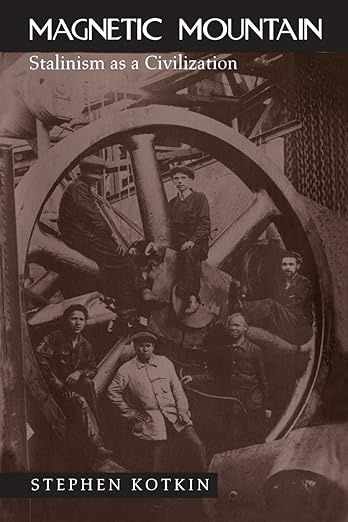 MAGNETIC MOUNTAIN
Stalinism as a Civilization
STEPHEN KOTKIN